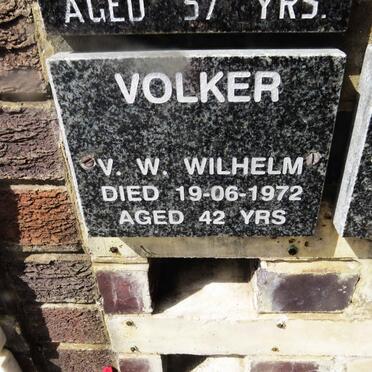 AGED 57 YRS.
VOLKER
V. W. WILHELM
DIED 19-06-1972
AGED 42 YRS